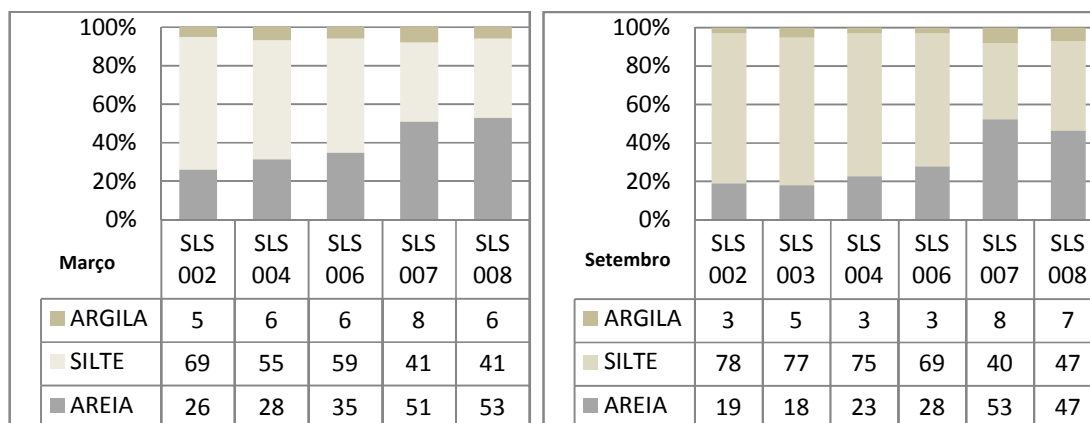 100%
80%
60%
40%
20%
0%
Março
SLS 002 SLS 004 SLS 006 SLS 007 SLS 008
ARGILA 5 6 6 8 6
SILTE 69 55 59 41 41
AREIA 26 28 35 51 53
100%
80%
60%
40%
20%
0%
Setembro
SLS 002 SLS 003 SLS 004 SLS 006 SLS 007 SLS 008
ARGILA 3 5 3 3 8 7
SILTE 78 77 75 69 40 47
AREIA 19 18 23 28 53 47